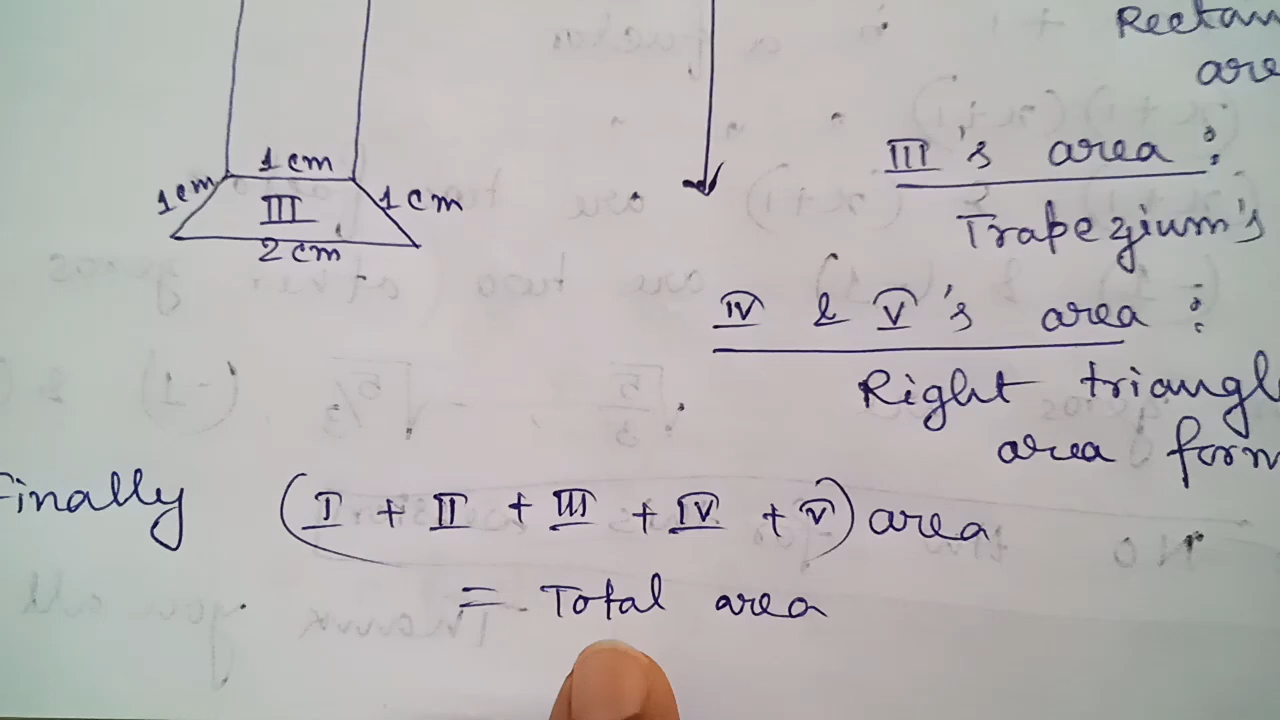 Rectan
are
1 cm
1 cm
1 cm
III
2 cm
III's area :
Trapezium's
IV & V's area :
Right triangl
area form
Finally (I + II + III + IV + V) area
= Total area